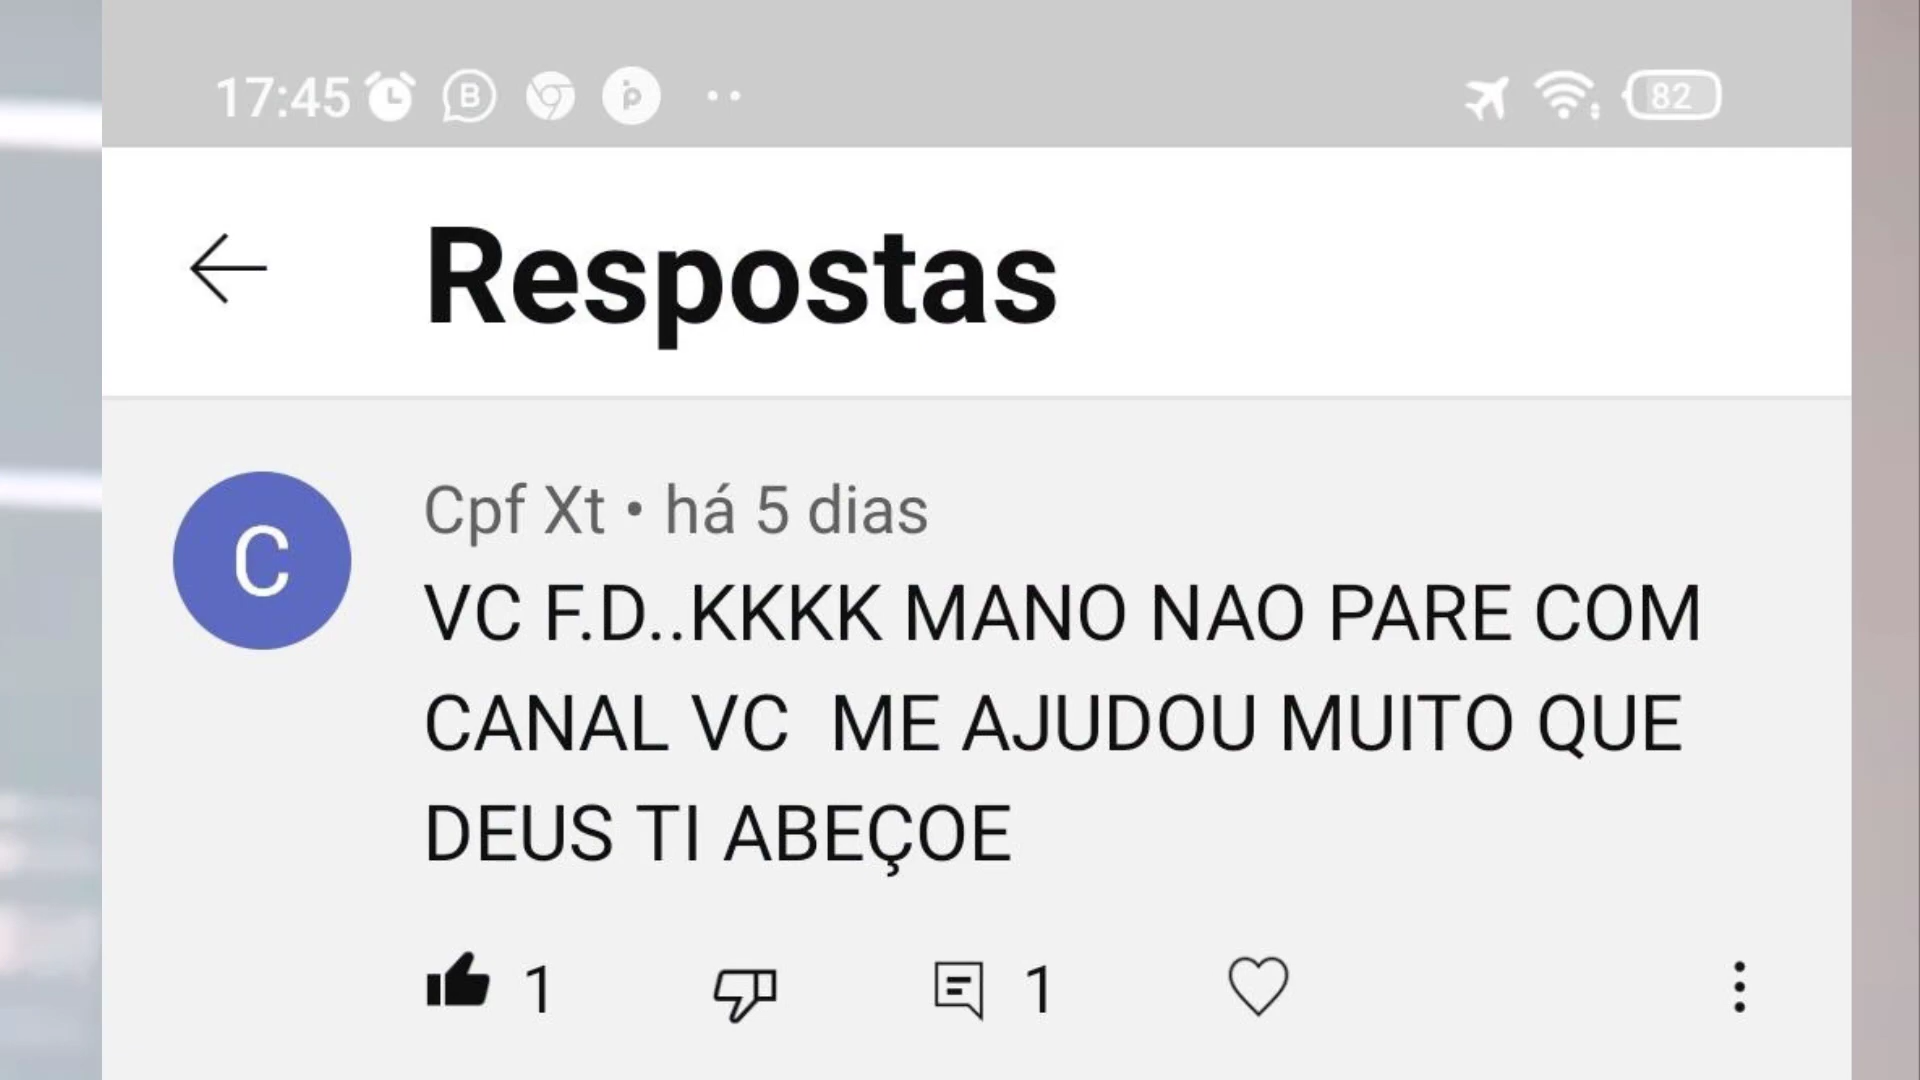 17:45 82
Respostas
C
Cpf Xt • há 5 dias
VC F.D..KKKK MANO NAO PARE COM
CANAL VC  ME AJUDOU MUITO QUE
DEUS TI ABEÇOE
1 1